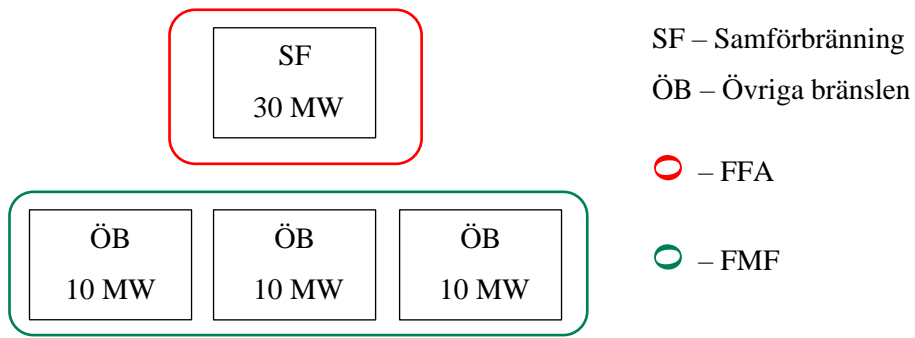 SF
30 MW
ÖB
10 MW
ÖB
10 MW
ÖB
10 MW
SF – Samförbränning
ÖB – Övriga bränslen
– FFA
– FMF